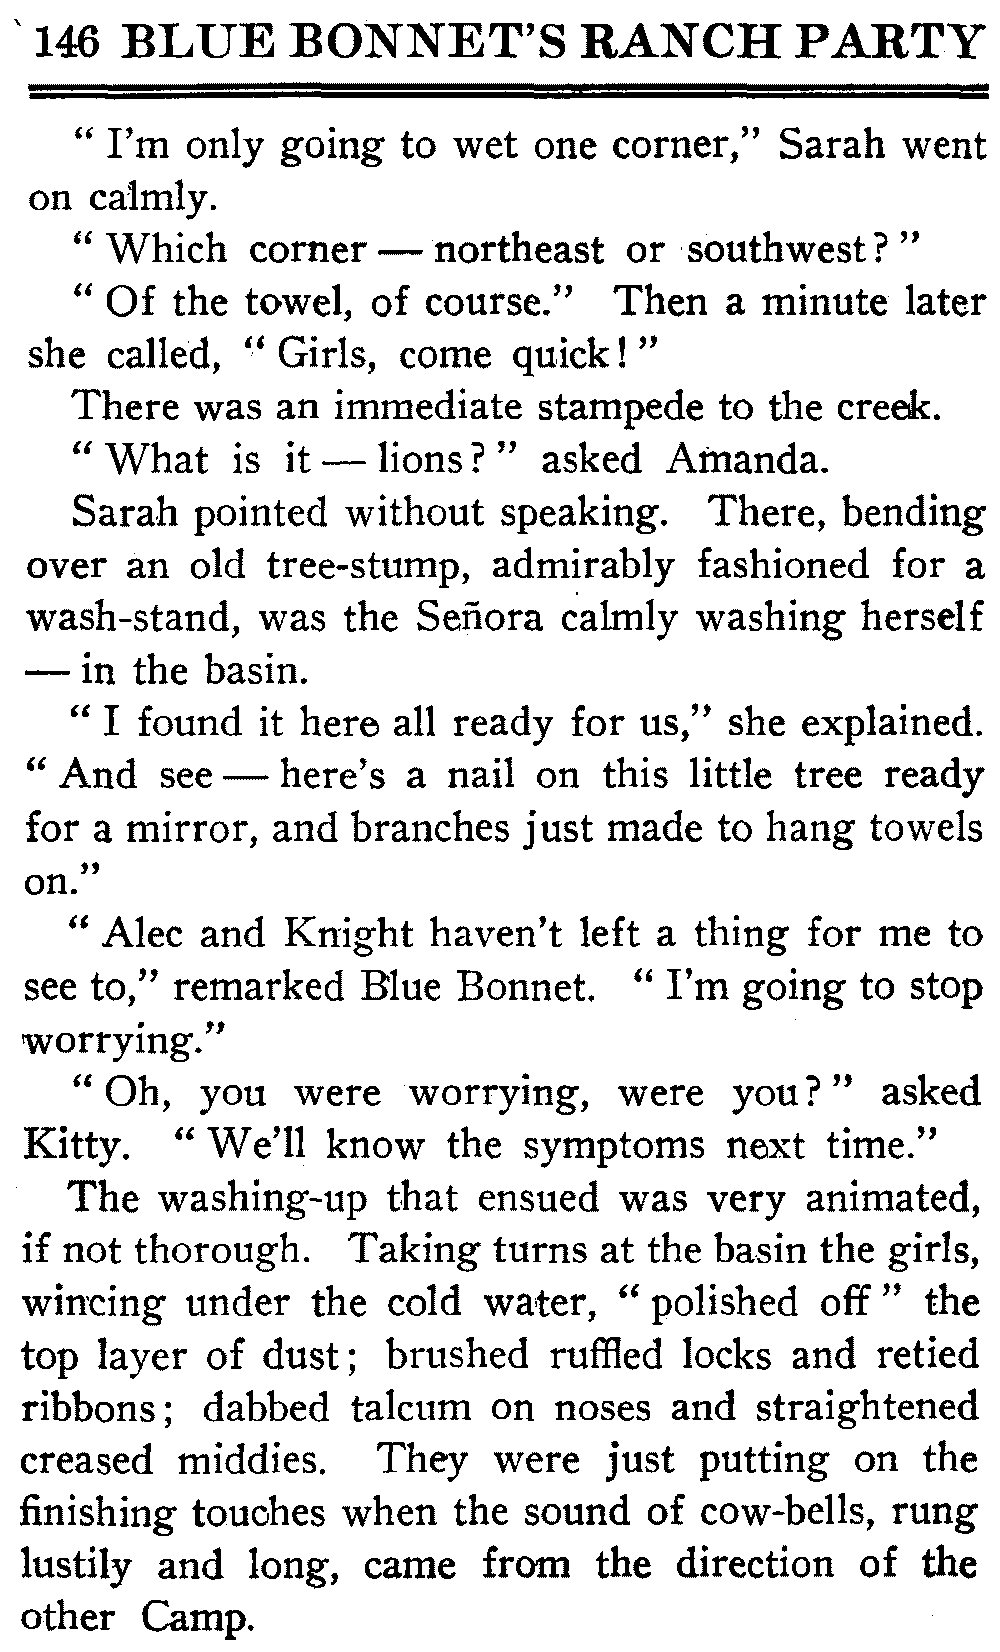 146 BLUE BONNET'S RANCH PARTY
" I'm only going to wet one corner," Sarah went
on calmly.
" Which corner — northeast or southwest? "
" Of the towel, of course." Then a minute later
she called, " Girls, come quick! "
There was an immediate stampede to the creek.
" What is it — lions? " asked Amanda.
Sarah pointed without speaking. There, bending
over an old tree-stump, admirably fashioned for a
wash-stand, was the Señora calmly washing herself
— in the basin.
" I found it here all ready for us," she explained.
" And see — here's a nail on this little tree ready
for a mirror, and branches just made to hang towels
on."
" Alec and Knight haven't left a thing for me to
see to," remarked Blue Bonnet. " I'm going to stop
worrying."
" Oh, you were worrying, were you? " asked
Kitty. " We'll know the symptoms next time."
The washing-up that ensued was very animated,
if not thorough. Taking turns at the basin the girls,
wincing under the cold water, " polished off " the
top layer of dust; brushed ruffled locks and retied
ribbons; dabbed talcum on noses and straightened
creased middies. They were just putting on the
finishing touches when the sound of cow-bells, rung
lustily and long, came from the direction of the
other Camp.